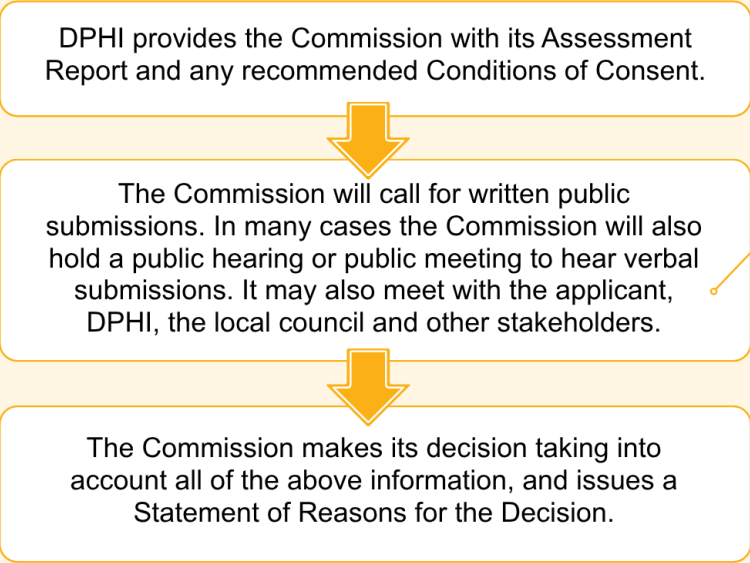 DPHI provides the Commission with its Assessment
Report and any recommended Conditions of Consent.
The Commission will call for written public
submissions. In many cases the Commission will also
hold a public hearing or public meeting to hear verbal
submissions. It may also meet with the applicant,
DPHI, the local council and other stakeholders.
The Commission makes its decision taking into
account all of the above information, and issues a
Statement of Reasons for the Decision.